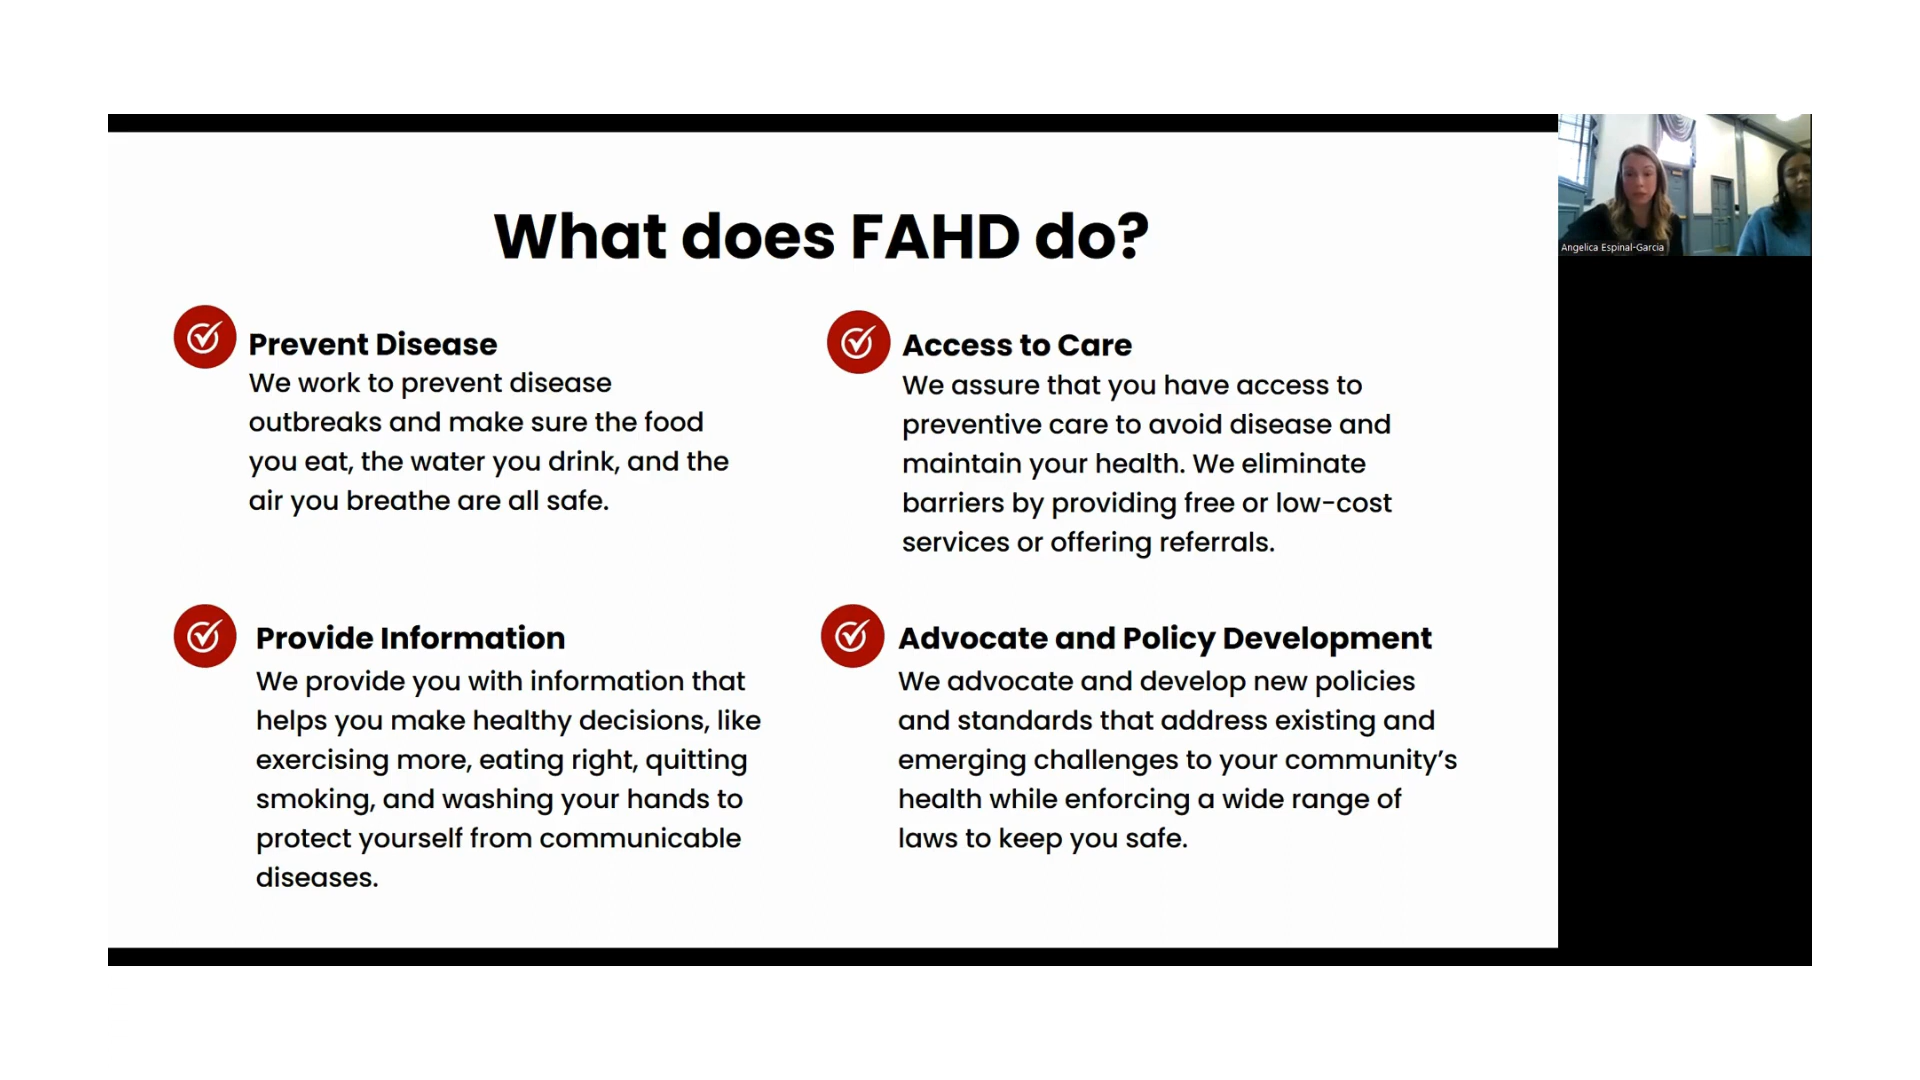 What does FAHD do?
Prevent Disease
We work to prevent disease
outbreaks and make sure the food
you eat, the water you drink, and the
air you breathe are all safe.
Access to Care
We assure that you have access to
preventive care to avoid disease and
maintain your health. We eliminate
barriers by providing free or low-cost
services or offering referrals.
Provide Information
We provide you with information that
helps you make healthy decisions, like
exercising more, eating right, quitting
smoking, and washing your hands to
protect yourself from communicable
diseases.
Advocate and Policy Development
We advocate and develop new policies
and standards that address existing and
emerging challenges to your community’s
health while enforcing a wide range of
laws to keep you safe.
Angelica Espinal-Garcia